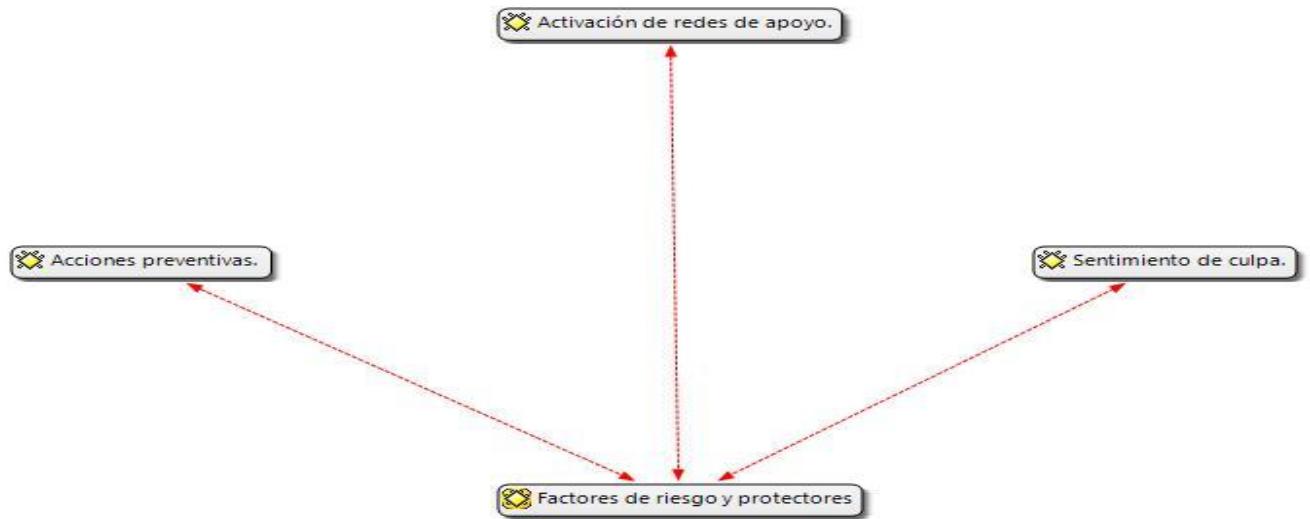 Activación de redes de apoyo.
Acciones preventivas.
Sentimiento de culpa.
Factores de riesgo y protectores